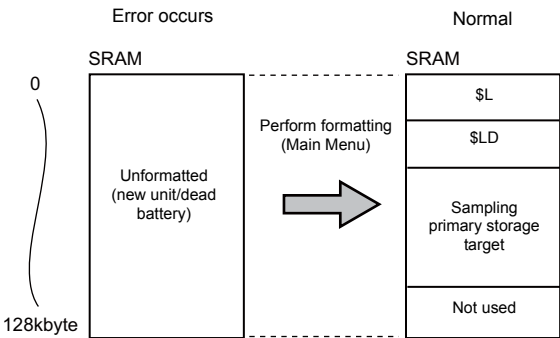 Error occurs
Normal
SRAM
SRAM
0
$L
$LD
Perform formatting
(Main Menu)
Unformatted
(new unit/dead
battery)
Sampling
primary storage
target
Not used
128kbyte